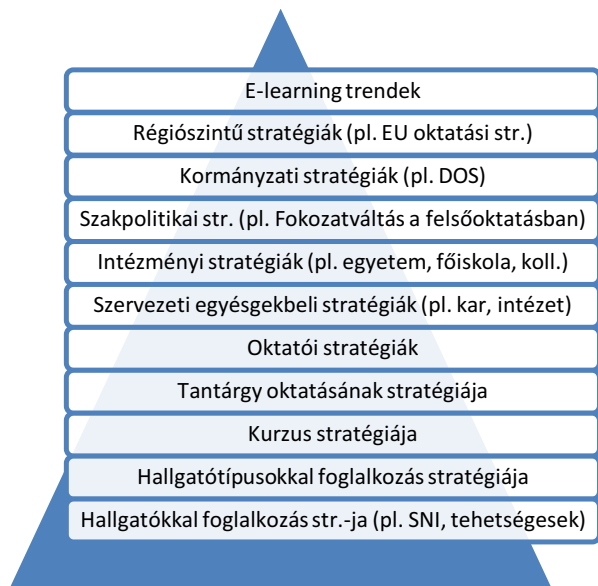 E-learning trendek
Régiószintű stratégiák (pl. EU oktatási str.)
Kormányzati stratégiák (pl. DOS)
Szakpolitikai str. (pl. Fokozatváltás a felsőoktatásban)
Intézményi stratégiák (pl. egyetem, főiskola, koll.)
Szervezeti egyésgekbeli stratégiák (pl. kar, intézet)
Oktatói stratégiák
Tantárgy oktatásának stratégiája
Kurzus stratégiája
Hallgatótípusokkal foglalkozás stratégiája
Hallgatókkal foglalkozás str.-ja (pl. SNI, tehetségesek)